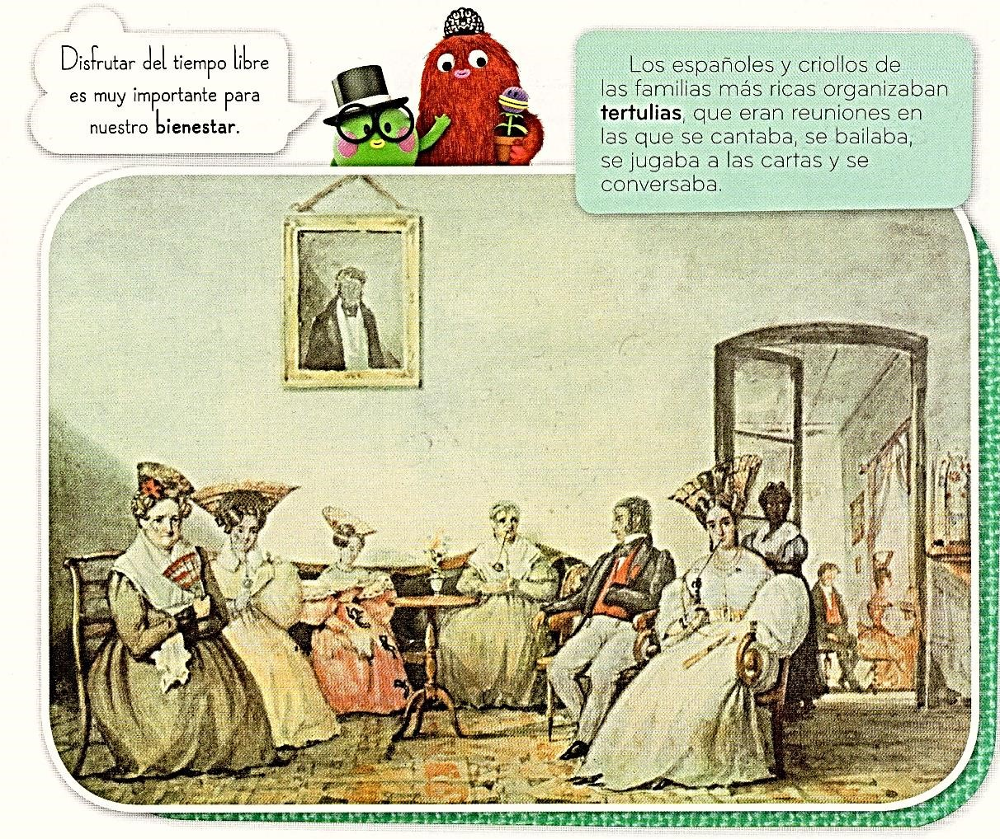 Disfrutar del tiempo libre
es muy importante para
nuestro bienestar.
Los españoles y criollos de
las familias más ricas organizaban
tertulias, que eran reuniones en
las que se cantaba, se bailaba,
se jugaba a las cartas y se
conversaba.